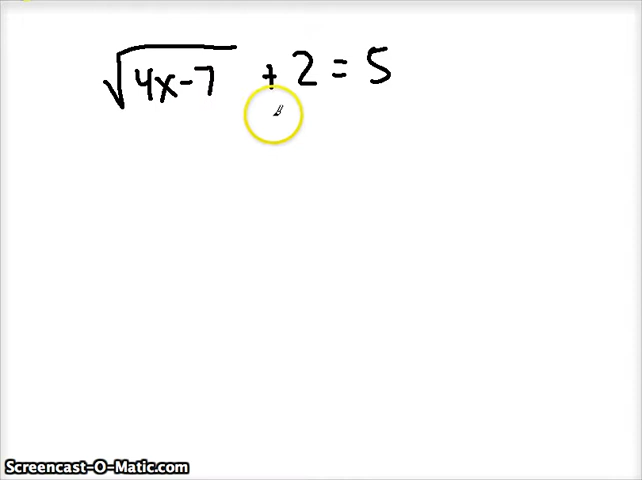 √4x-7 + 2 = 5
Screencast-O-Matic.com